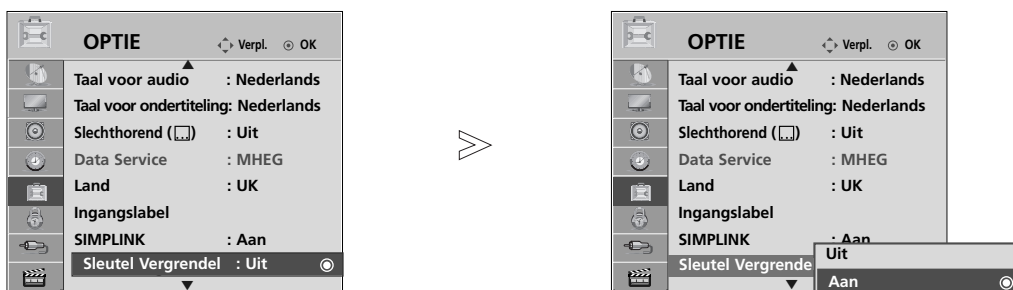 OPTIE Verpl. OK
Taal voor audio : Nederlands
Taal voor ondertiteling: Nederlands
Slechthorend ( ) : Uit
Data Service : MHEG
Land : UK
Ingangslabel
SIMPLINK : Aan
Sleutel Vergrendel : Uit
OPTIE Verpl. OK
Taal voor audio : Nederlands
Taal voor ondertiteling: Nederlands
Slechthorend ( ) : Uit
Data Service : MHEG
Land : UK
Ingangslabel
SIMPLINK : Aan
Sleutel Vergrende
Uit
Aan